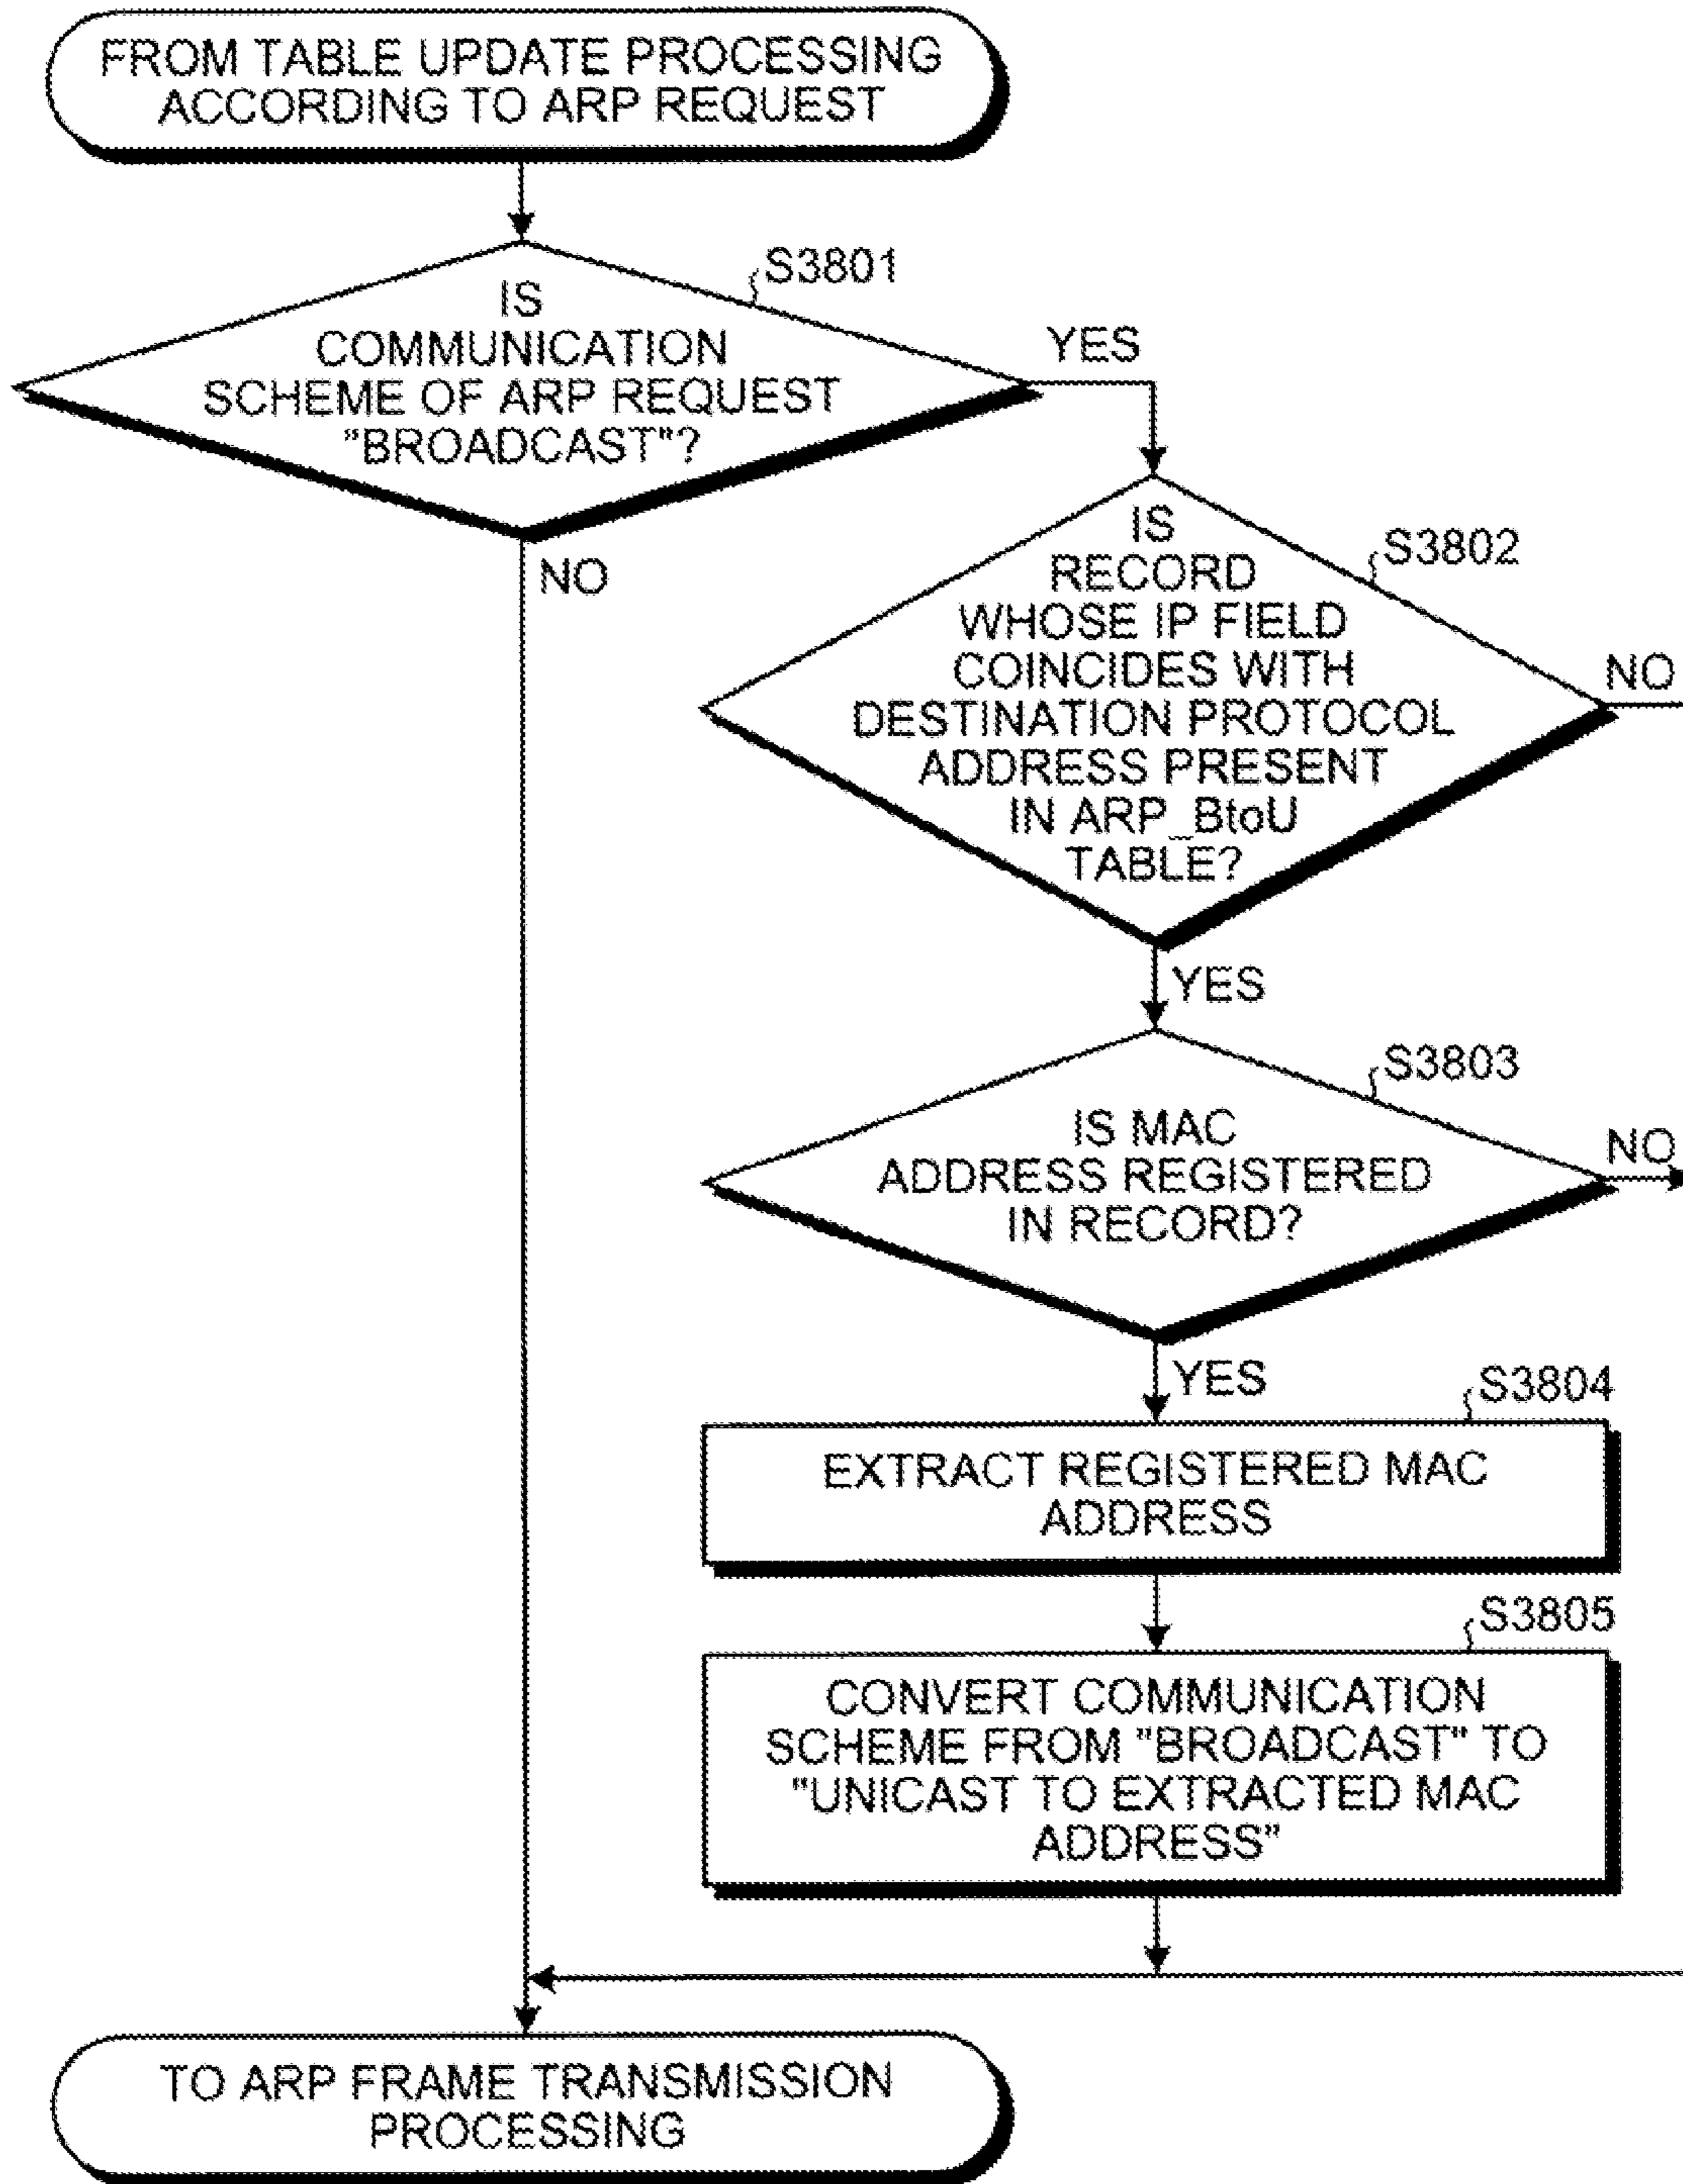 FROM TABLE UPDATE PROCESSING
ACCORDING TO ARP REQUEST
S3801
IS
COMMUNICATION
SCHEME OF ARP REQUEST
"BROADCAST"?
YES
NO
S3802
IS
RECORD
WHOSE IP FIELD
COINCIDES WITH
DESTINATION PROTOCOL
ADDRESS PRESENT
IN ARP_BtoU
TABLE?
NO
YES
S3803
IS MAC
ADDRESS REGISTERED
IN RECORD?
NO
YES
S3804
EXTRACT REGISTERED MAC
ADDRESS
S3805
CONVERT COMMUNICATION
SCHEME FROM "BROADCAST" TO
"UNICAST TO EXTRACTED MAC
ADDRESS"
TO ARP FRAME TRANSMISSION
PROCESSING